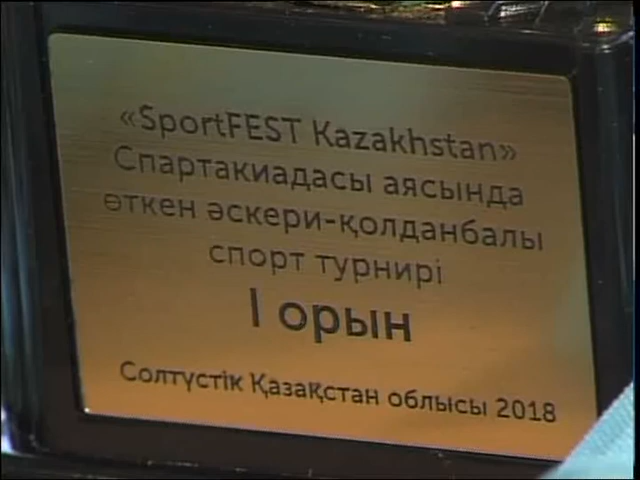 «SportFEST Kazakhstan»
Спартакиадасы аясында
өткен әскери-қолданбалы
спорт турнирі
I орын
Солтүстік Қазақстан облысы 2018